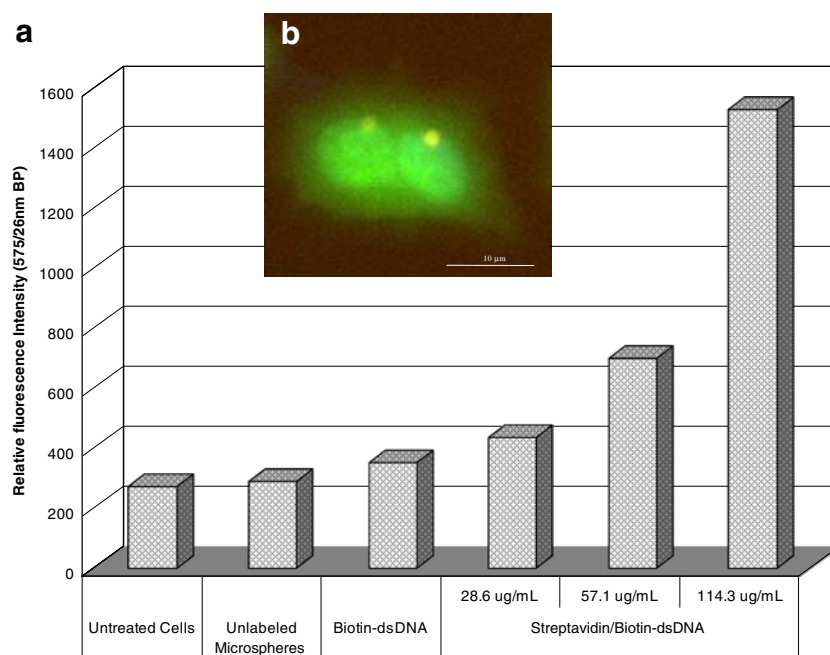 a
b
Relative fluorescence Intensity (575/26nm BP)
1600
1400
1200
1000
800
600
400
200
0
10 µm
28.6 ug/mL
57.1 ug/mL
114.3 ug/mL
Untreated Cells
Unlabeled
Microspheres
Biotin-dsDNA
Streptavidin/Biotin-dsDNA